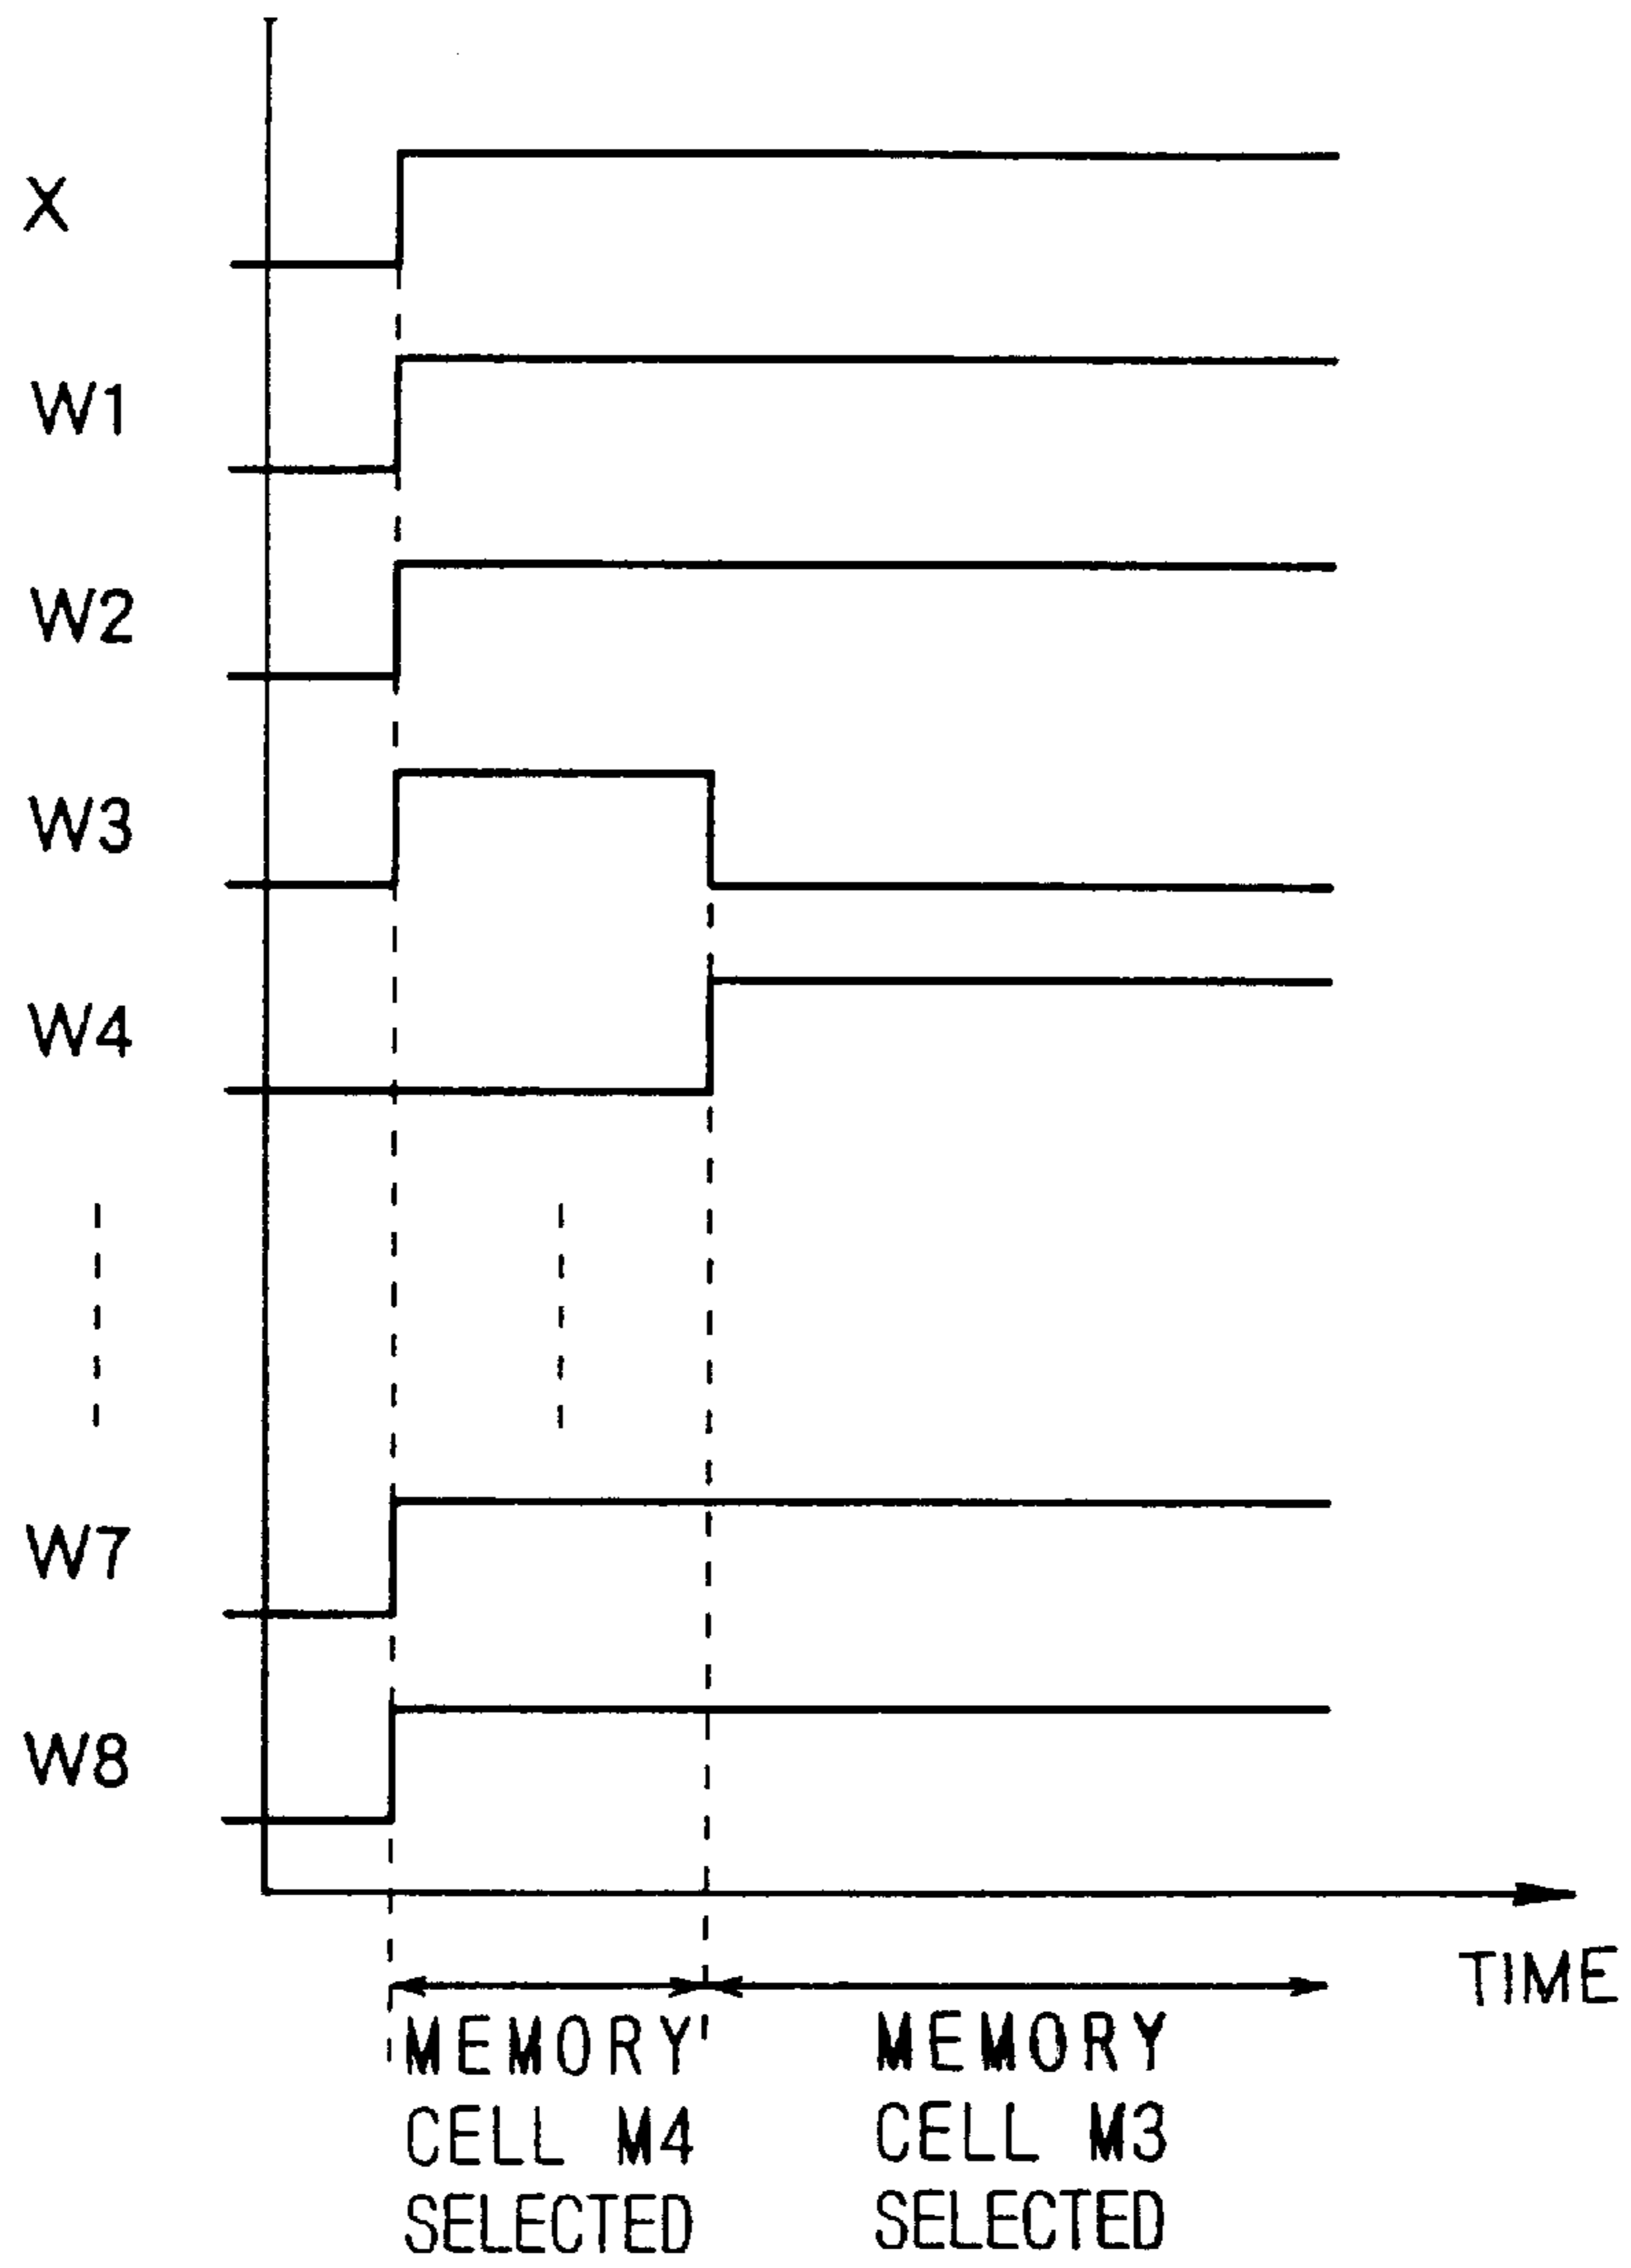 X
W1
W2
W3
W4
W7
W8
TIME
MEMORY
CELL M4
SELECTED
MEMORY
CELL M3
SELECTED